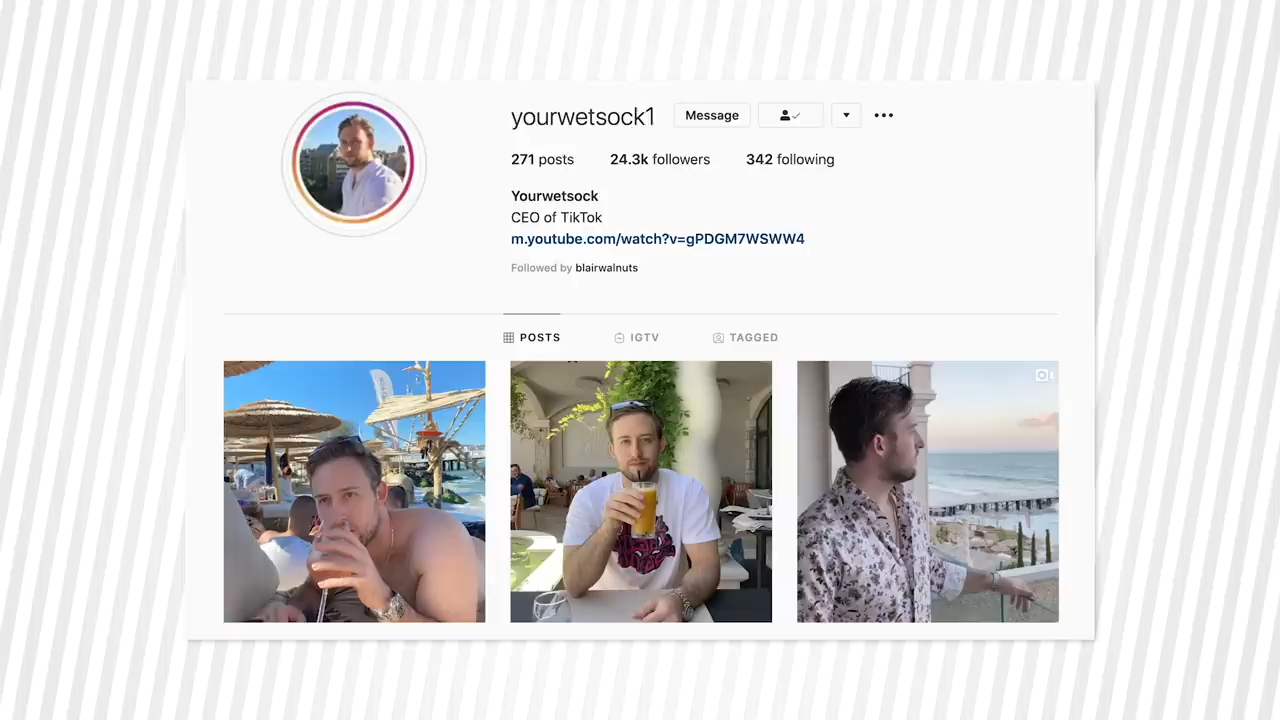 yourwetsock1 Message
271 posts 24.3k followers 342 following
Yourwetsock
CEO of TikTok
m.youtube.com/watch?v=gPDGM7WSWW4
Followed by blairwalnuts
POSTS IGTV TAGGED